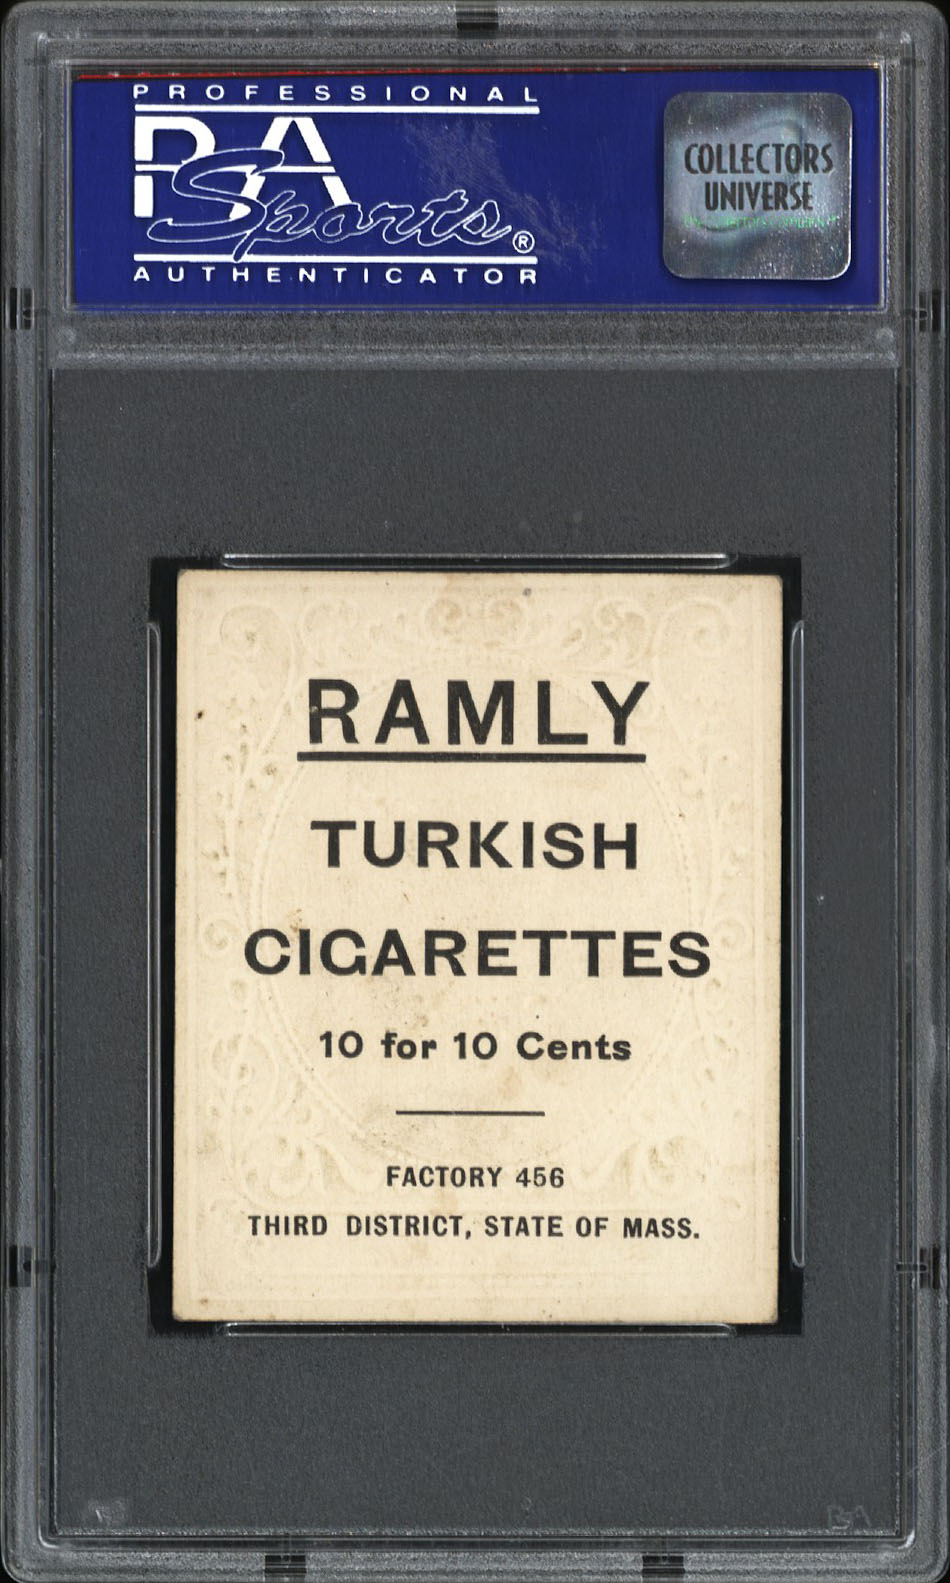 PROFESSIONAL
PSA
Sports®
AUTHENTICATOR
COLLECTORS
UNIVERSE
RAMLY
TURKISH
CIGARETTES
10 for 10 Cents
FACTORY 456
THIRD DISTRICT, STATE OF MASS.